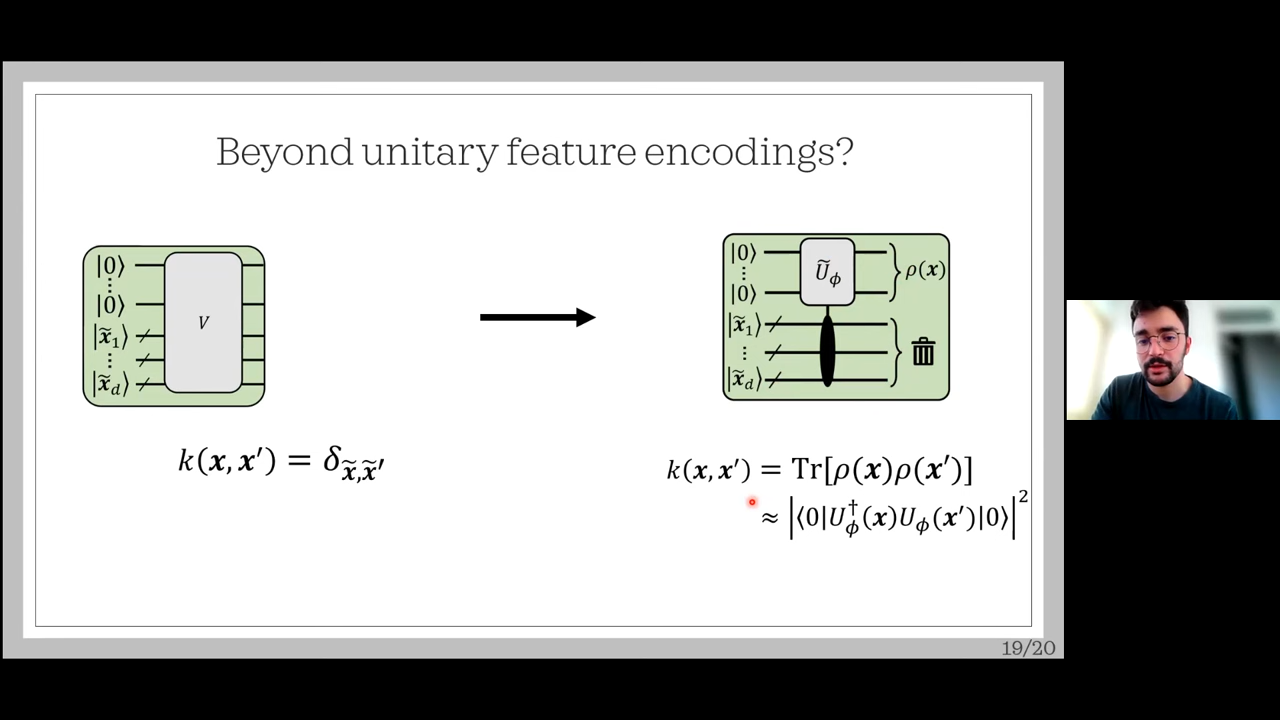 Beyond unitary feature encodings?
|0⟩
⋮
|0⟩
|x̃₁⟩
⋮
|x̃_d⟩
V
k(x, x′) = δ_{x̃,x̃′}
|0⟩
⋮
|0⟩
|x̃₁⟩
⋮
|x̃_d⟩
Ũ_ϕ
ρ(x)
k(x, x′) = Tr[ρ(x)ρ(x′)]
≈ |⟨0|U_ϕ^†(x)U_ϕ(x′)|0⟩|²
19/20